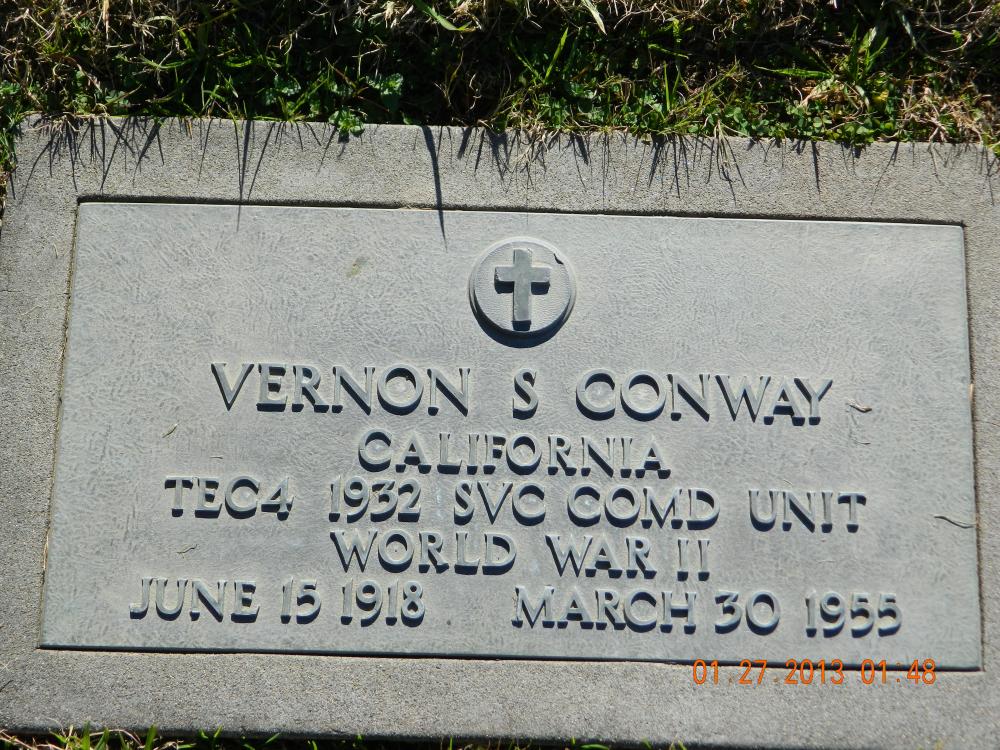 VERNON S CONWAY
CALIFORNIA
TEC4 1932 SVC COMD UNIT
WORLD WAR II
JUNE 15 1918 MARCH 30 1955
01.27.2013 01:48